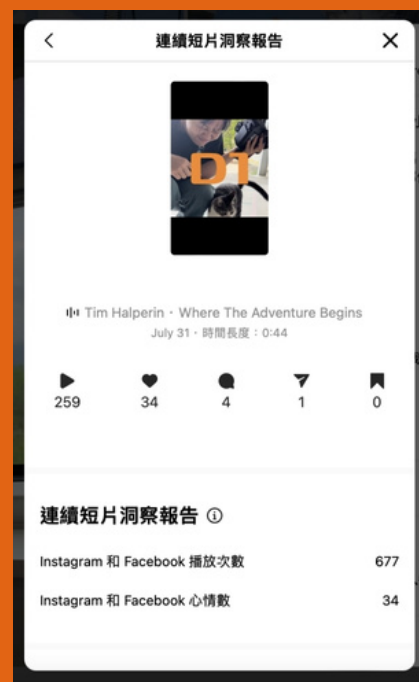 連續短片洞察報告
D1
Tim Halperin · Where The Adventure Begins
July 31 · 時間長度：0:44
259 34 4 1 0
連續短片洞察報告
Instagram 和 Facebook 播放次數 677
Instagram 和 Facebook 心情數 34